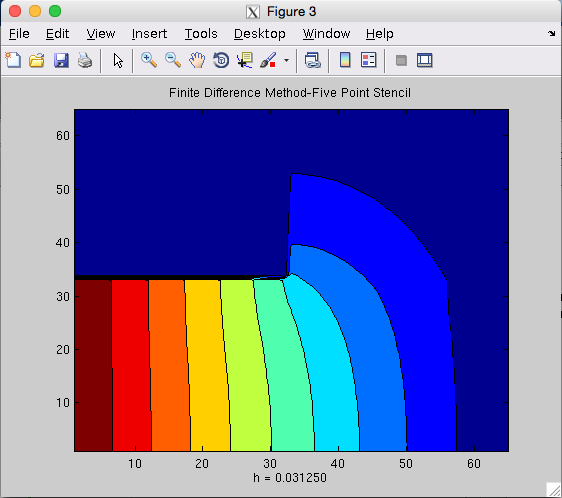 Figure 3
File Edit View Insert Tools Desktop Window Help
Finite Difference Method-Five Point Stencil
60
50
40
30
20
10
10 20 30 40 50 60
h = 0.031250